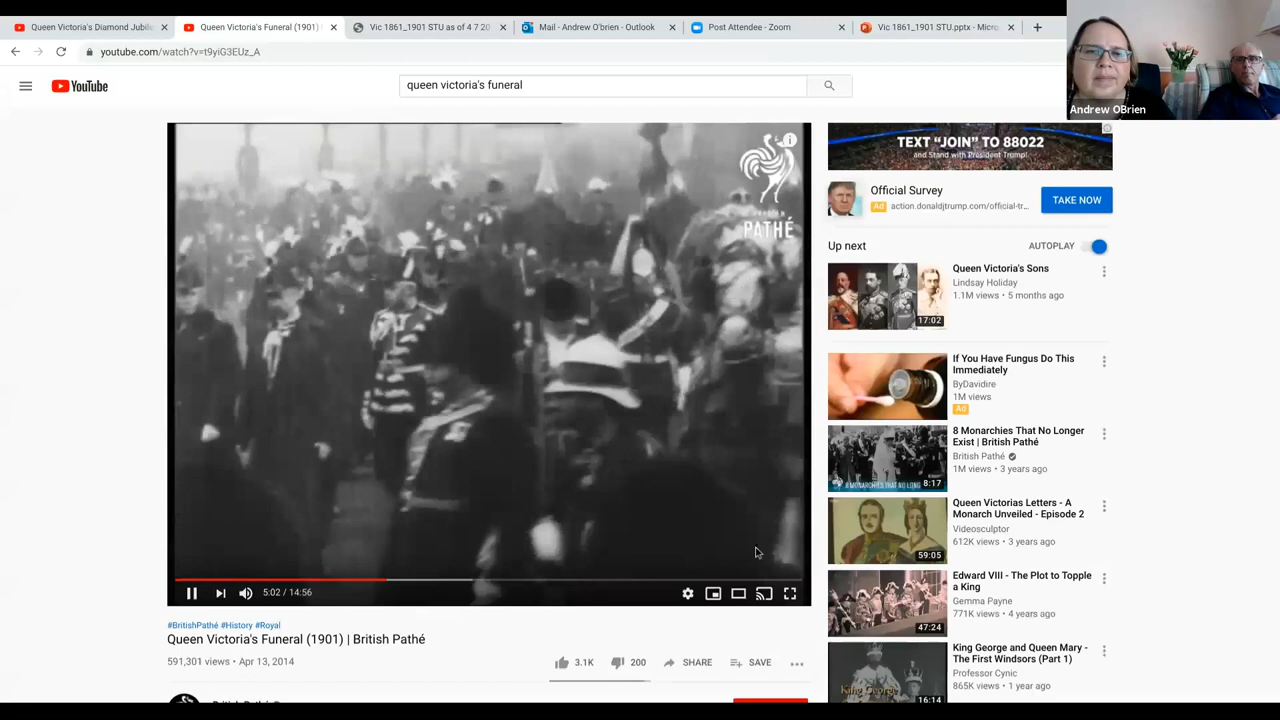 Queen Victoria's Diamond Jubile
Queen Victoria's Funeral (1901) |
Vic 1861_1901 STU as of 4 7 20
Mail - Andrew O'Brien - Outlook
Post Attendee - Zoom
Vic 1861_1901 STU.pptx - Micro
youtube.com/watch?v=t9yiG3EUz_A
YouTube
queen victoria's funeral
Andrew OBrien
PATHÉ
5:02 / 14:56
#BritishPathé #History #Royal
Queen Victoria's Funeral (1901) | British Pathé
591,301 views • Apr 13, 2014
3.1K
200
SHARE
SAVE
TEXT “JOIN” TO 88022
and Stand with President Trump!
Official Survey
Ad action.donaldjtrump.com/official-tr...
TAKE NOW
Up next
AUTOPLAY
Queen Victoria's Sons
Lindsay Holiday
1.1M views • 5 months ago
17:02
If You Have Fungus Do This
Immediately
ByDavidire
1M views
Ad
8 Monarchies That No Longer
Exist | British Pathé
British Pathé
1M views • 3 years ago
8 MONARCHIES THAT NO LONG
8:17
Queen Victorias Letters - A
Monarch Unveiled - Episode 2
Videosculptor
612K views • 3 years ago
59:05
Edward VIII - The Plot to Topple
a King
Gemma Payne
771K views • 4 years ago
47:24
King George and Queen Mary -
The First Windsors (Part 1)
Professor Cynic
865K views • 1 year ago
King George
16:14